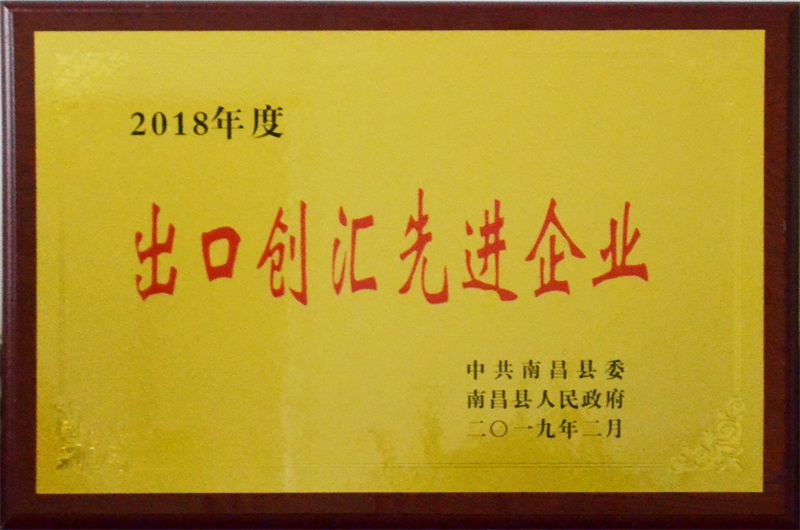 2018年度
出口创汇先进企业
中共南昌县委
南昌县人民政府
二〇一九年二月